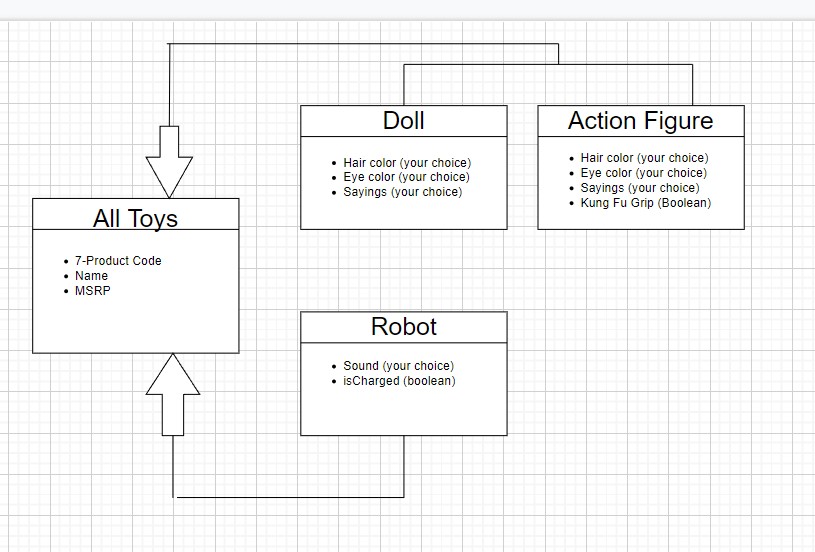 Doll
Hair color (your choice)
Eye color (your choice)
Sayings (your choice)
Action Figure
Hair color (your choice)
Eye color (your choice)
Sayings (your choice)
Kung Fu Grip (Boolean)
All Toys
7-Product Code
Name
MSRP
Robot
Sound (your choice)
isCharged (boolean)